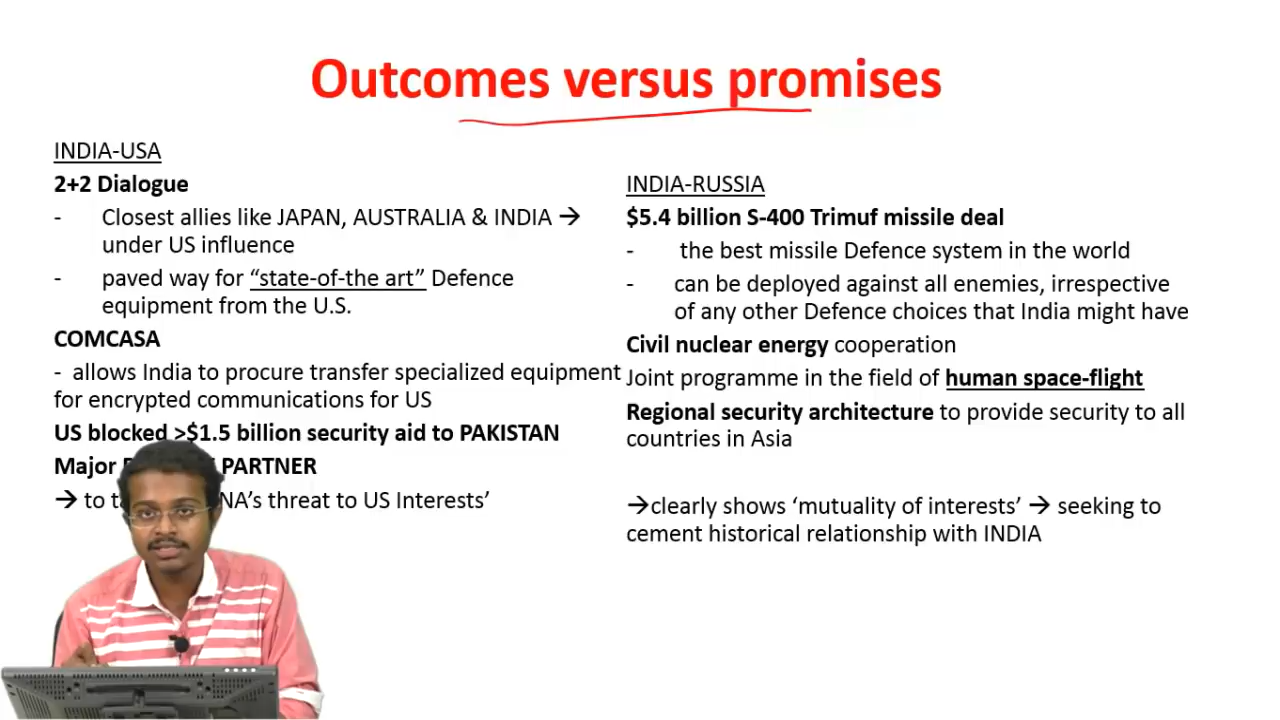 Outcomes versus promises
INDIA-USA
2+2 Dialogue
- Closest allies like JAPAN, AUSTRALIA & INDIA →
under US influence
- paved way for “state-of-the art” Defence
equipment from the U.S.
COMCASA
- allows India to procure transfer specialized equipment
for encrypted communications for US
US blocked >$1.5 billion security aid to PAKISTAN
Major PARTNER
→ to threat to US Interests’
INDIA-RUSSIA
$5.4 billion S-400 Trimuf missile deal
- the best missile Defence system in the world
- can be deployed against all enemies, irrespective
of any other Defence choices that India might have
Civil nuclear energy cooperation
Joint programme in the field of human space-flight
Regional security architecture to provide security to all
countries in Asia
→clearly shows ‘mutuality of interests’ → seeking to
cement historical relationship with INDIA